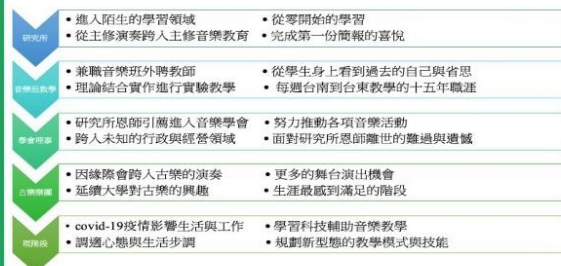 研究所
• 進入陌生的學習領域
• 從主修演奏跨入主修音樂教育
• 從零開始的學習
• 完成第一份簡報的喜悅
音樂班教學
• 兼職音樂班外聘教師
• 理論結合實作進行實驗教學
• 從學生身上看到過去的自己與省思
• 每週台南到台東教學的十五年職涯
學會理事
• 研究所恩師引薦進入音樂學會
• 跨入未知的行政與經營領域
• 努力推動各項音樂活動
• 面對研究所恩師離世的難過與遺憾
古樂樂團
• 因緣際會跨入古樂的演奏
• 延續大學對古樂的興趣
• 更多的舞台演出機會
• 生涯最感到滿足的階段
現階段
• covid-19疫情影響生活與工作
• 調適心態與生活步調
• 學習科技輔助音樂教學
• 規劃新型態的教學模式與技能